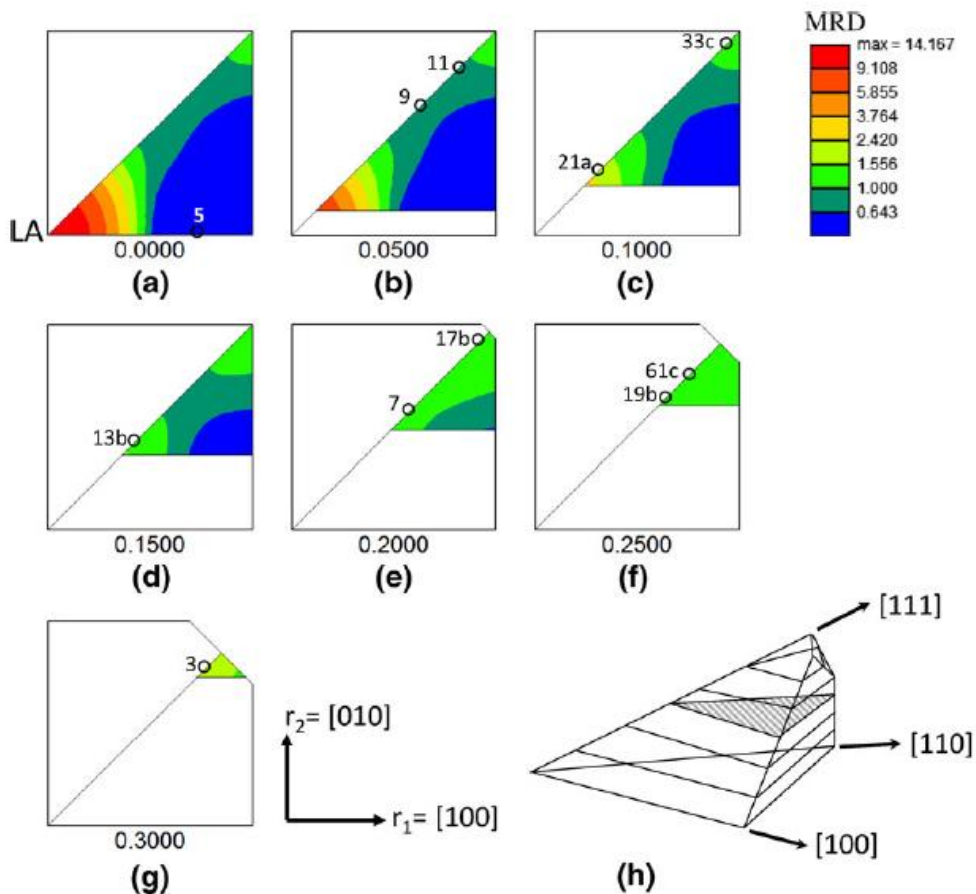 MRD
max = 14.167
9.108
5.855
3.764
2.420
1.556
1.000
0.643
LA
5
0.0000
(a)
11
9
0.0500
(b)
33c
21a
0.1000
(c)
13b
0.1500
(d)
17b
7
0.2000
(e)
61c
19b
0.2500
(f)
3
0.3000
(g)
r₂= [010]
r₁= [100]
[111]
[110]
[100]
(h)